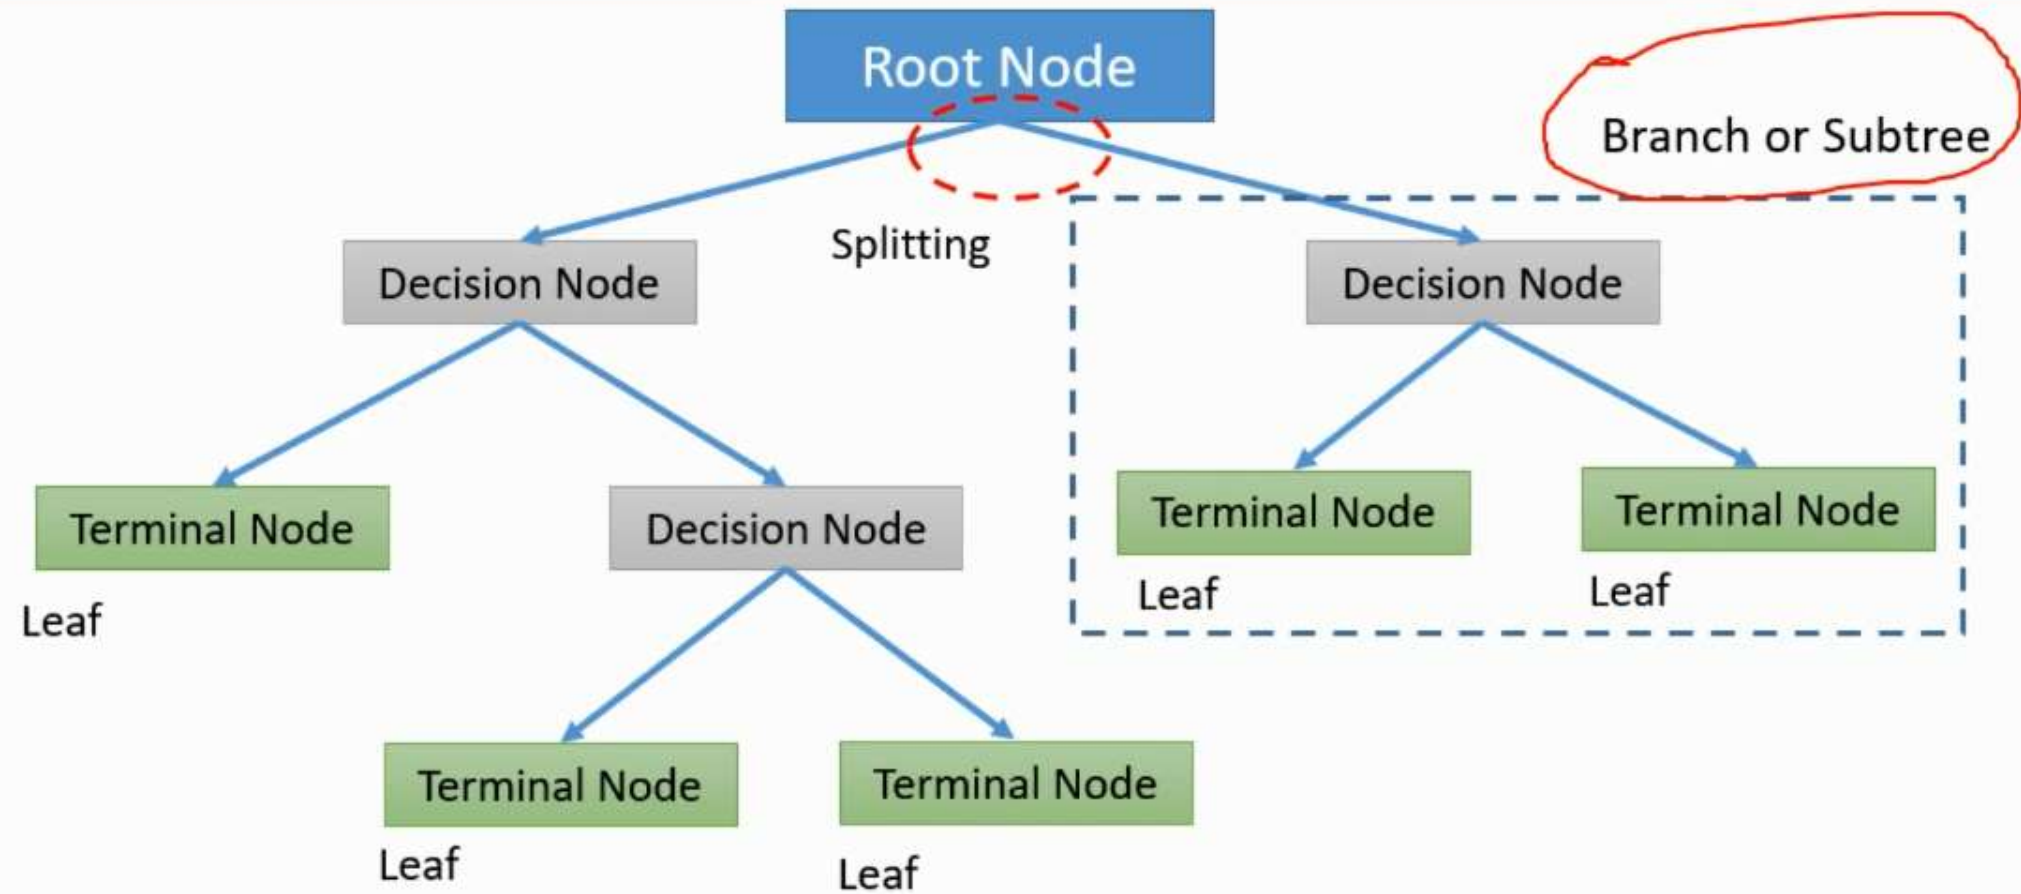 Root Node
Branch or Subtree
Splitting
Decision Node
Decision Node
Terminal Node
Decision Node
Terminal Node
Terminal Node
Leaf
Leaf
Leaf
Terminal Node
Terminal Node
Leaf
Leaf